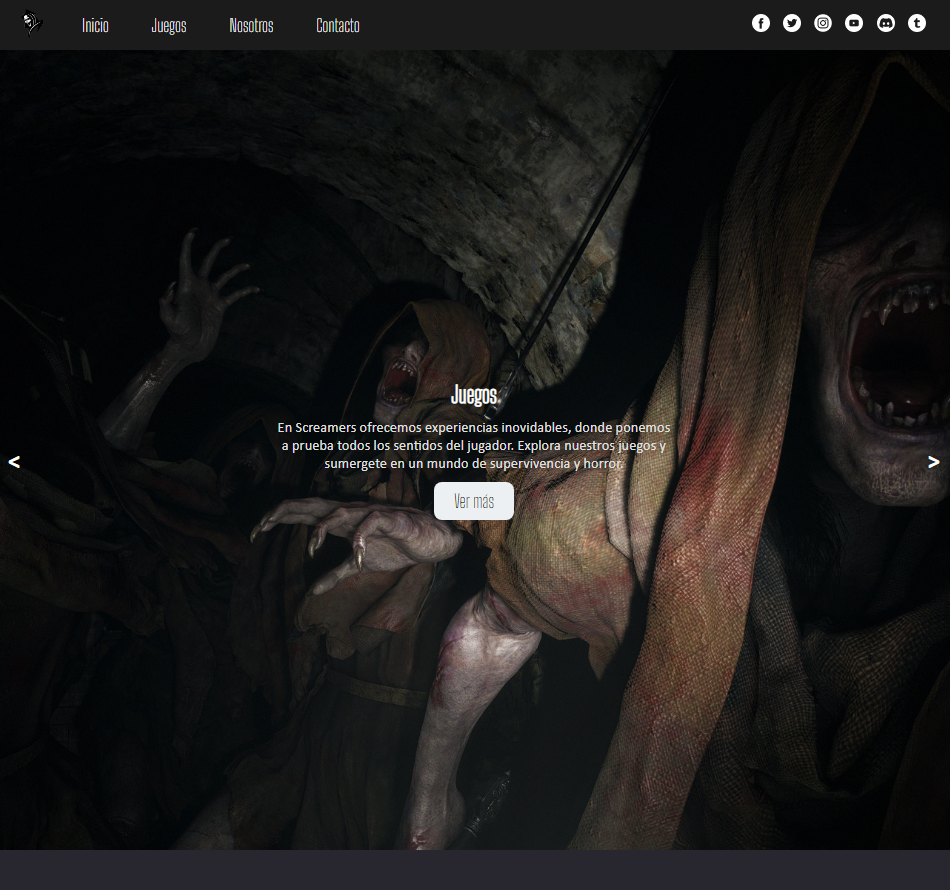 Inicio Juegos Nosotros Contacto
Juegos
En Screamers ofrecemos experiencias inovidables, donde ponemos
a prueba todos los sentidos del jugador. Explora nuestros juegos y
sumergete en un mundo de supervivencia y horror.
< >
Ver más